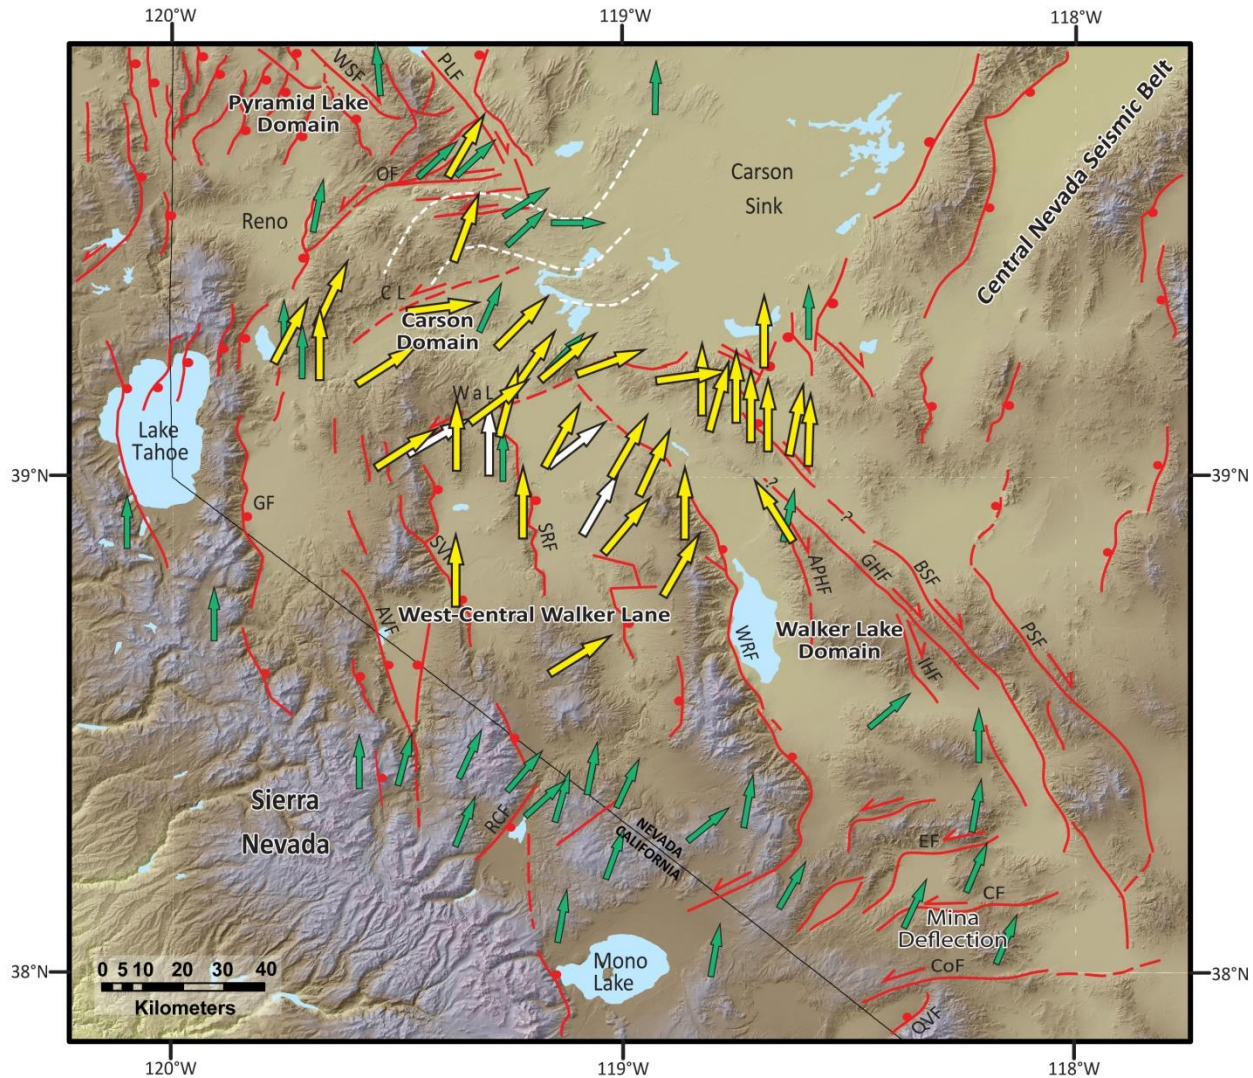 120°W
119°W
118°W
WSF
PLF
Pyramid Lake
Domain
Central Nevada Seismic Belt
Carson
Sink
OF
Reno
C L
Carson
Domain
W a L
Lake
Tahoe
39°N
39°N
GF
?
?
SRF
SVF
APHF
GHF
BSF
AVF
West-Central Walker Lane
WRF
Walker Lake
Domain
PSF
IHF
Sierra
Nevada
RCF
NEVADA
CALIFORNIA
EF
CF
Mina
Deflection
38°N
38°N
0 5 10 20 30 40
Kilometers
Mono
Lake
CoF
QVF
120°W
119°W
118°W